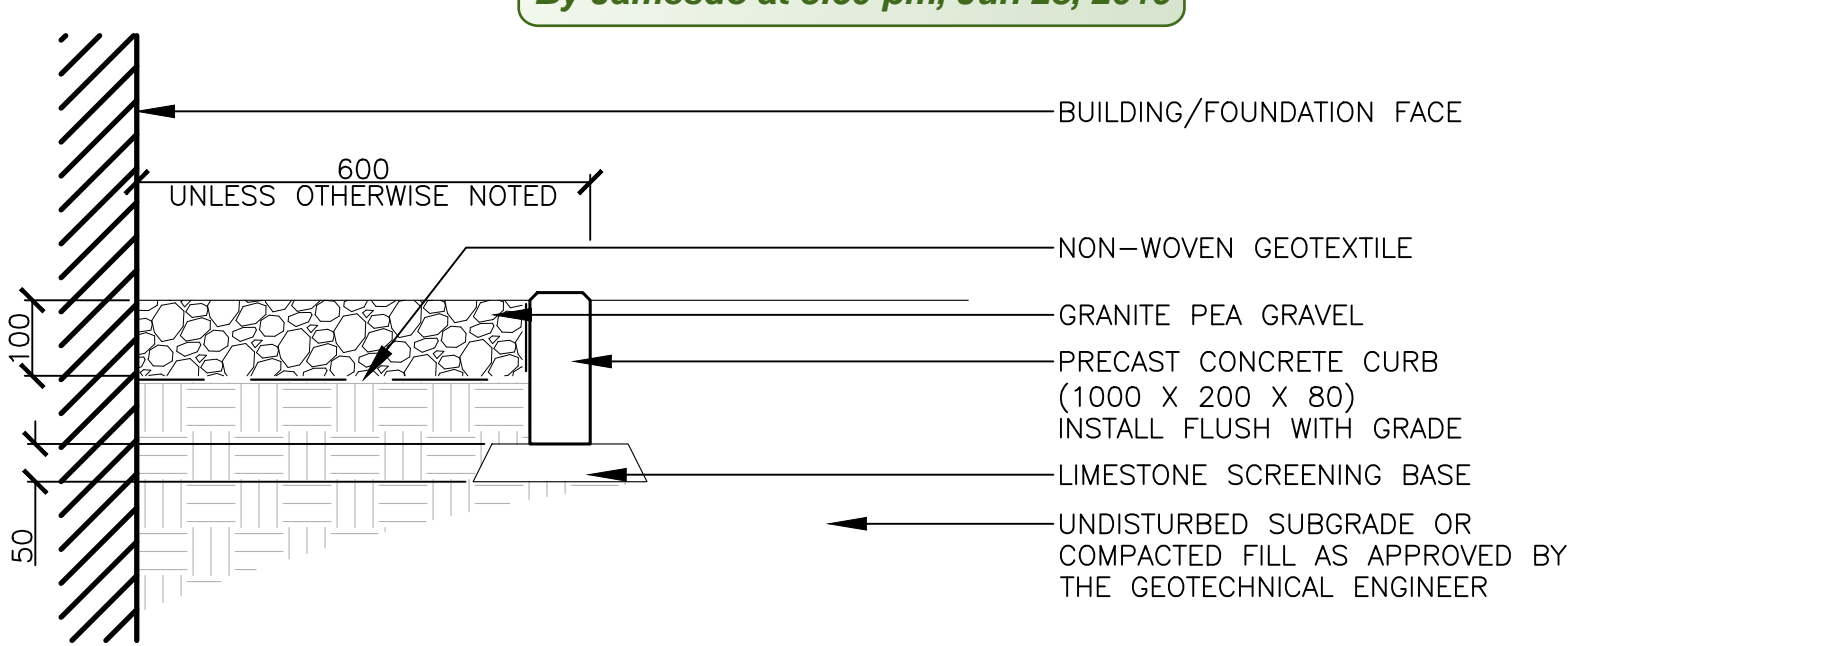 BUILDING/FOUNDATION FACE
600
UNLESS OTHERWISE NOTED
NON-WOVEN GEOTEXTILE
GRANITE PEA GRAVEL
100
PRECAST CONCRETE CURB
(1000 X 200 X 80)
INSTALL FLUSH WITH GRADE
LIMESTONE SCREENING BASE
50
UNDISTURBED SUBGRADE OR
COMPACTED FILL AS APPROVED BY
THE GEOTECHNICAL ENGINEER